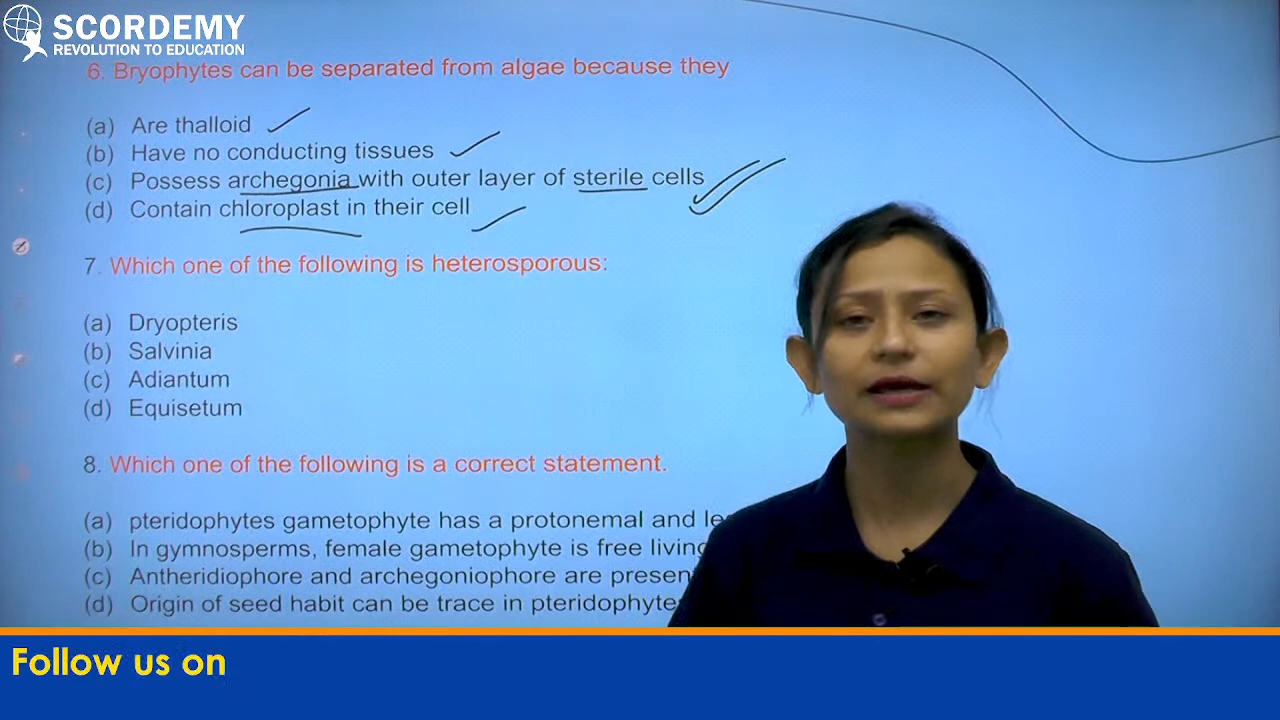 SCORDEMY
REVOLUTION TO EDUCATION
6. Bryophytes can be separated from algae because they
(a) Are thalloid
(b) Have no conducting tissues
(c) Possess archegonia with outer layer of sterile cells
(d) Contain chloroplast in their cell
7. Which one of the following is heterosporous:
(a) Dryopteris
(b) Salvinia
(c) Adiantum
(d) Equisetum
8. Which one of the following is a correct statement.
(a) pteridophytes gametophyte has a protonemal and
(b) In gymnosperms, female gametophyte is free living
(c) Antheridiophore and archegoniophore are
(d) Origin of seed habit can be trace in
Follow us on